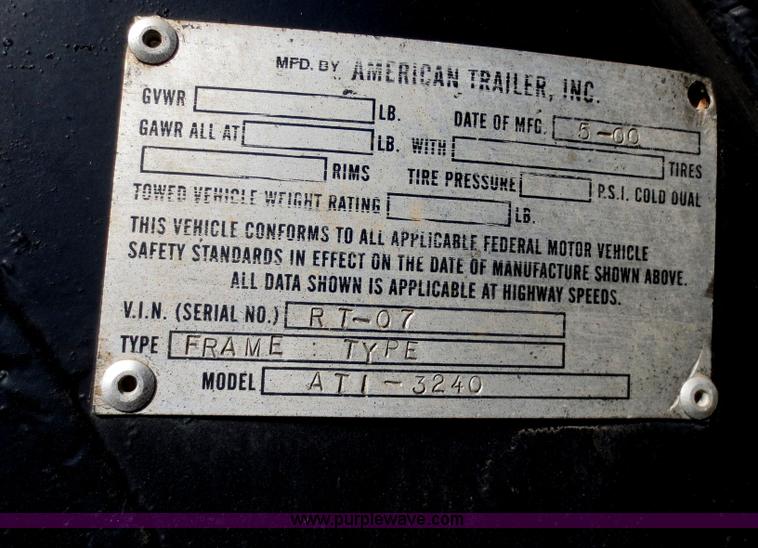 MFD. BY AMERICAN TRAILER, INC.
GVWR LB. DATE OF MFG. 5-00
GAWR ALL AT LB. WITH TIRES
RIMS TIRE PRESSURE P.S.I. COLD DUAL
TOWED VEHICLE WEIGHT RATING LB.
THIS VEHICLE CONFORMS TO ALL APPLICABLE FEDERAL MOTOR VEHICLE
SAFETY STANDARDS IN EFFECT ON THE DATE OF MANUFACTURE SHOWN ABOVE.
ALL DATA SHOWN IS APPLICABLE AT HIGHWAY SPEEDS.
V.I.N. (SERIAL NO.) RT-07
TYPE FRAME TYPE
MODEL ATI-3240
www.purplewave.com